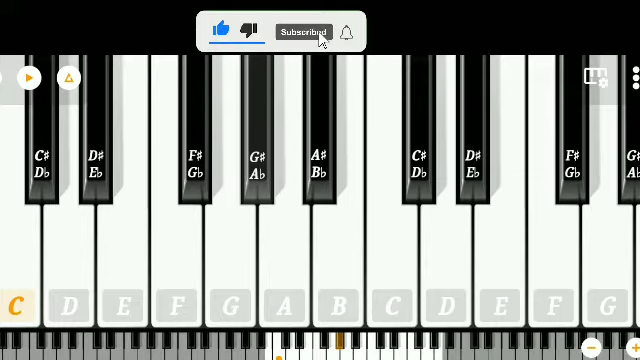 Subscribed
C♯ D♯ F♯ G♯ A♯ C♯ D♯ F♯ G♯
D♭ E♭ G♭ A♭ B♭ D♭ E♭ G♭ A♭
C D E F G A B C D E F G